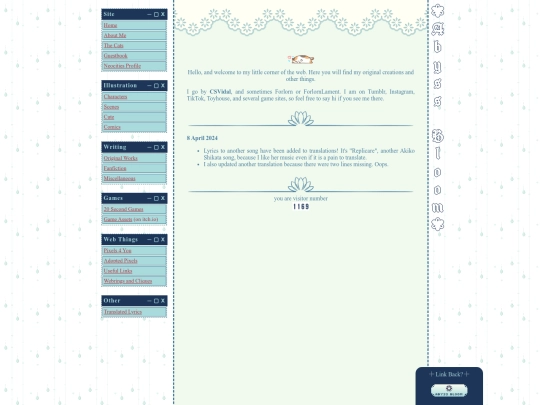 Site
Home
About Me
The Cats
Guestbook
Neocities Profile
Illustration
Characters
Scenes
Cats
Comics
Writing
Original Works
Fanfiction
Miscellaneous
Games
20 Second Games
Game Assets (on itch.io)
Web Things
Pixels 4 You
Adopted Pixels
Useful Links
Webrings and Cliques
Other
Translated Lyrics
Hello, and welcome to my little corner of the web. Here you will find my original creations and
other things.
I go by CSVidal, and sometimes Forlorn or ForlornLament. I am on Tumblr, Instagram,
TikTok, Toyhouse, and several game sites, so feel free to say hi if you see me there.
8 April 2024
Lyrics to another song have been added to translations! It's "Replicare", another Akiko
Shikata song, because I like her music even if it is a pain to translate.
I also updated another translation because there were two lines missing. Oops.
you are visitor number
1169
Abyss Bloom
Link Back?
ABYSS BLOOM